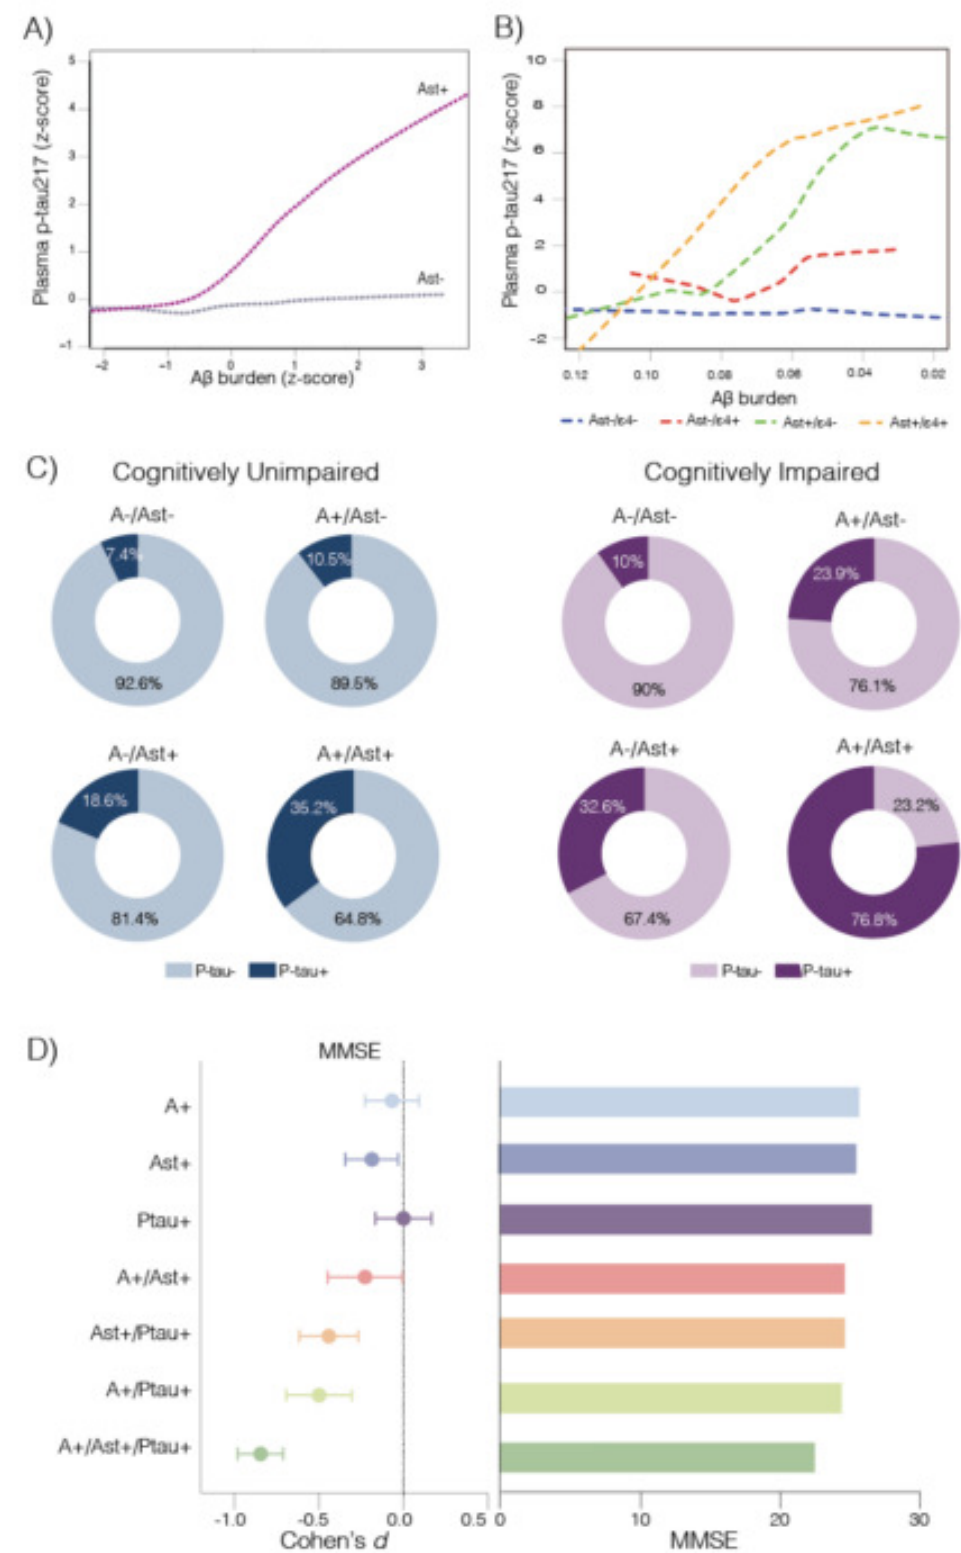 A)
Plasma p-tau217 (z-score)
5
4
3
2
1
0
-1
Ast+
Ast-
-2 -1 0 1 2 3
Aβ burden (z-score)
B)
Plasma p-tau217 (z-score)
10
8
6
4
2
0
-2
0.12 0.10 0.08 0.06 0.04 0.02
Aβ burden
Ast-/ε4- Ast-/ε4+ Ast+/ε4- Ast+/ε4+
C)
Cognitively Unimpaired
A-/Ast- A+/Ast-
7.4% 10.5%
92.6% 89.5%
A-/Ast+ A+/Ast+
18.6% 35.2%
81.4% 64.8%
P-tau- P-tau+
Cognitively Impaired
A-/Ast- A+/Ast-
10% 23.9%
90% 76.1%
A-/Ast+ A+/Ast+
32.6% 23.2%
67.4% 76.8%
P-tau- P-tau+
D)
MMSE
A+
Ast+
Ptau+
A+/Ast+
Ast+/Ptau+
A+/Ptau+
A+/Ast+/Ptau+
-1.0 -0.5 0.0 0.5
Cohen's d
0 10 20 30
MMSE